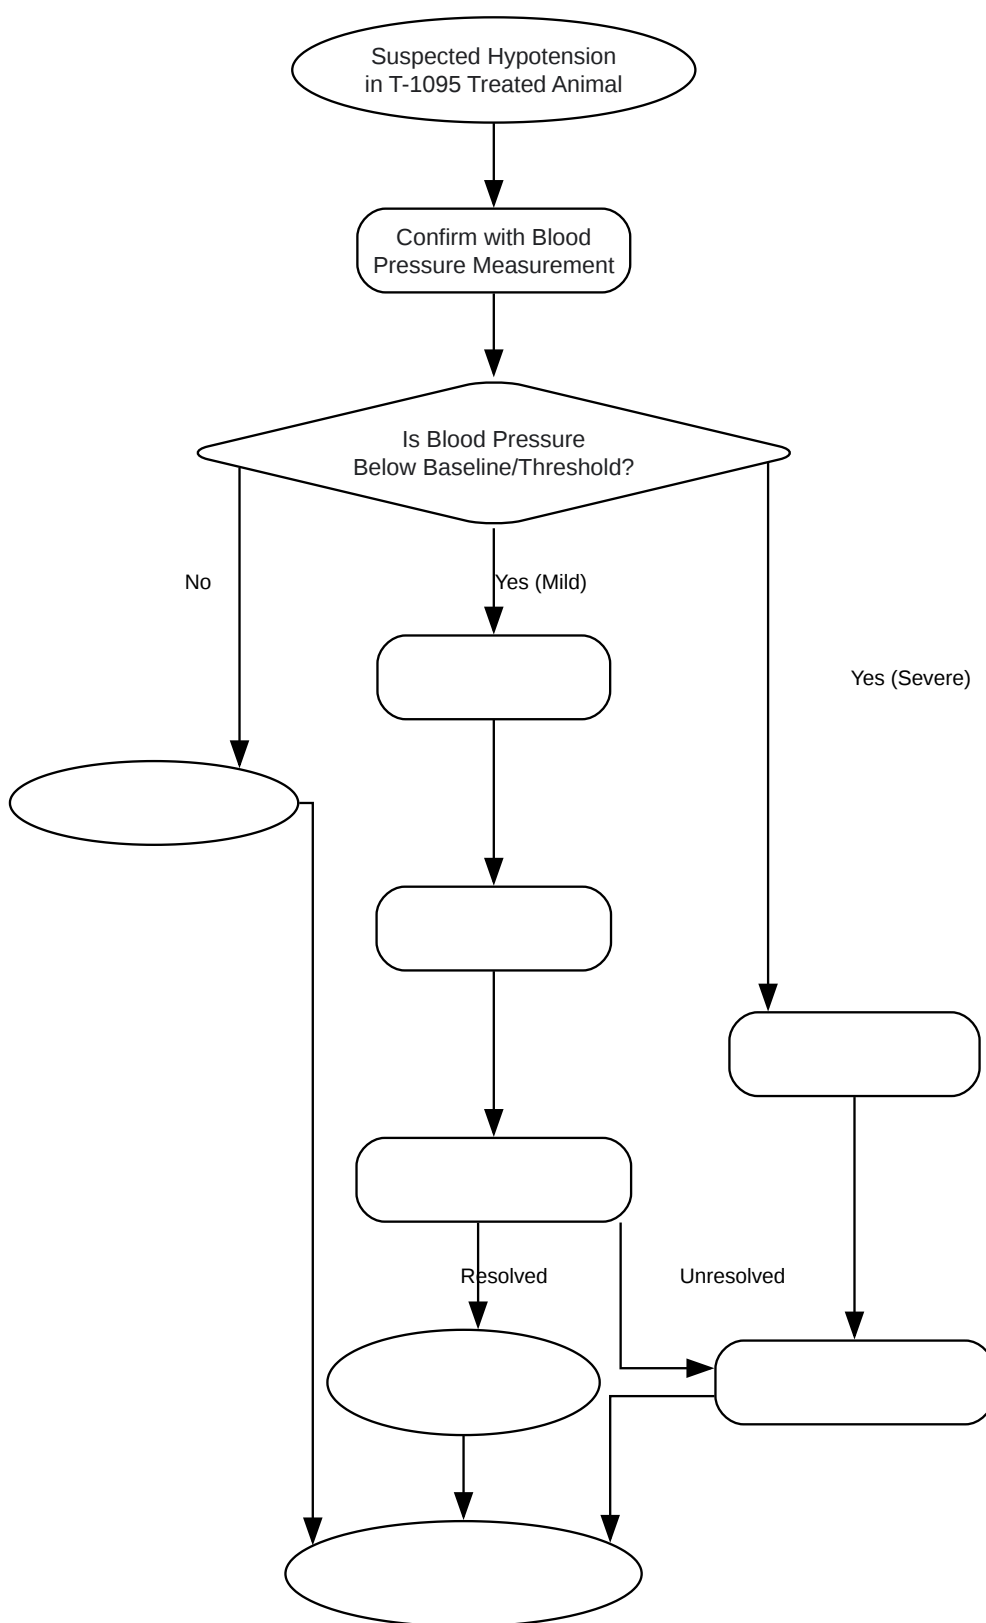 Suspected Hypotension
in T-1095 Treated Animal
Confirm with Blood
Pressure Measurement
Is Blood Pressure
Below Baseline/Threshold?
No
Yes (Mild)
Yes (Severe)
Resolved
Unresolved